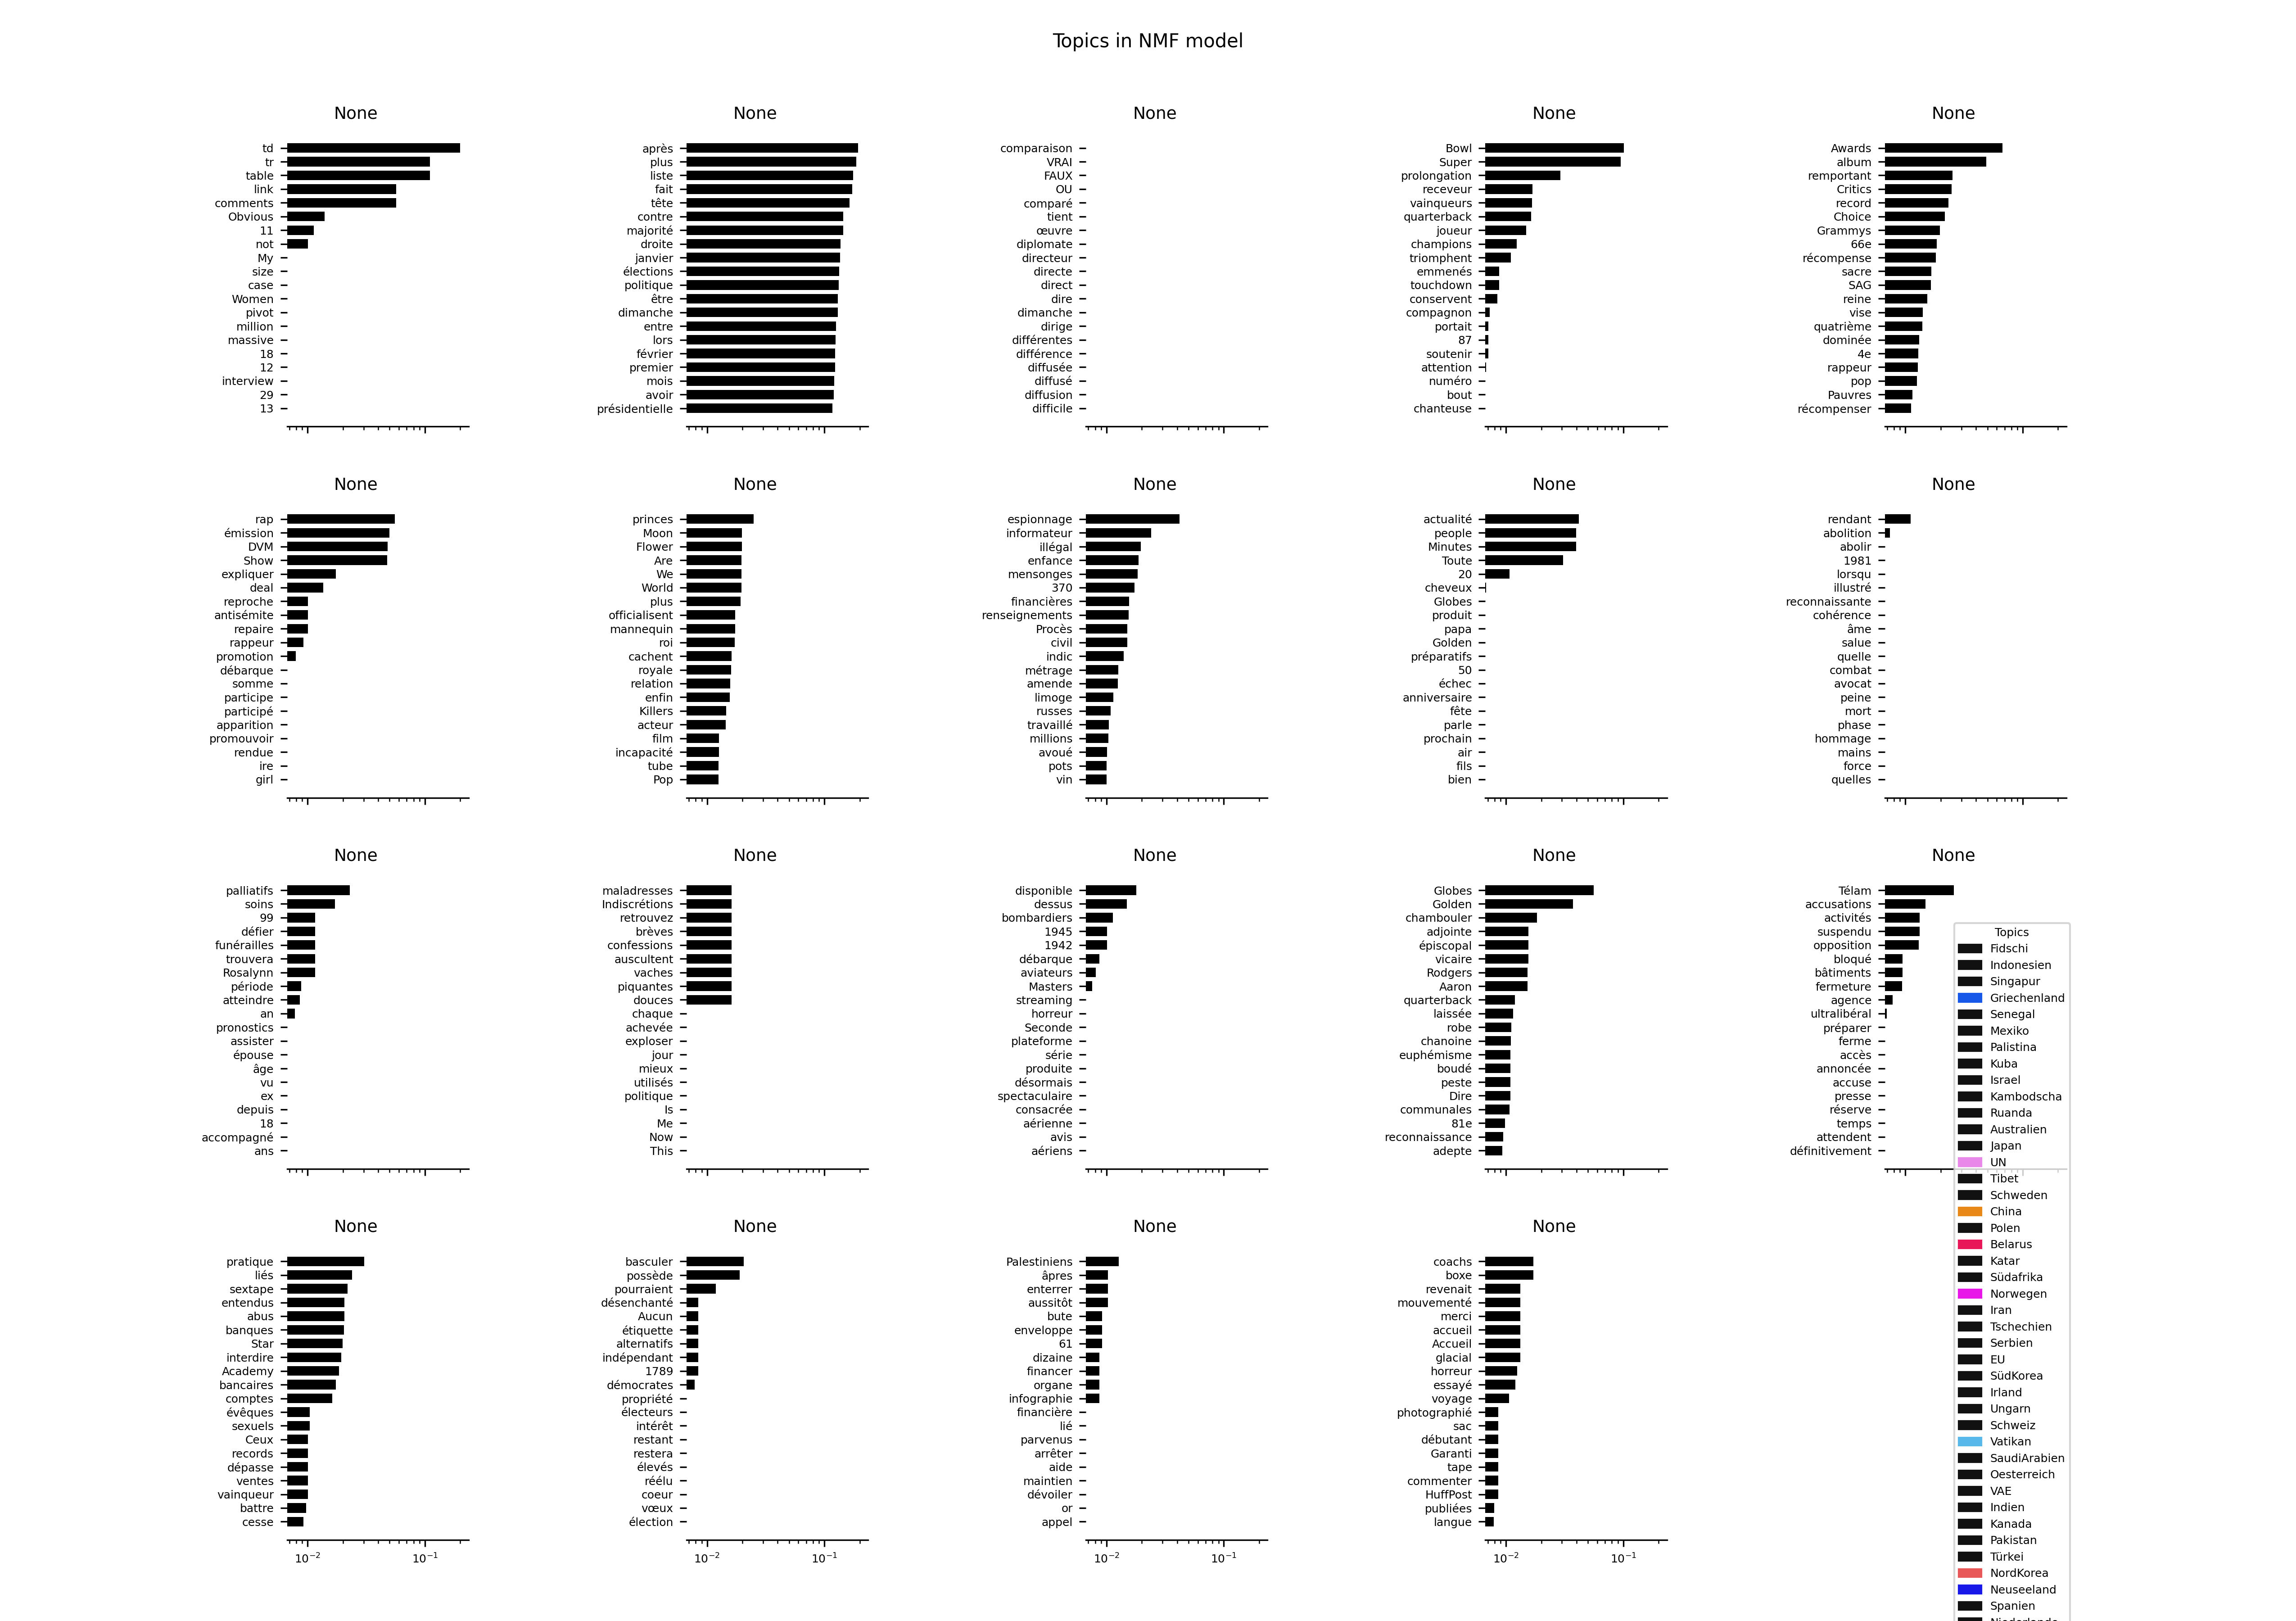 Topics in NMF model
None
td
tr
table
link
comments
Obvious
11
not
My
size
case
Women
pivot
million
massive
18
12
interview
29
13
None
après
plus
liste
fait
tête
contre
majorité
droite
janvier
élections
politique
être
dimanche
entre
lors
février
premier
mois
avoir
présidentielle
None
comparaison
VRAI
FAUX
OU
comparé
tient
œuvre
diplomate
directeur
directe
direct
dire
dimanche
dirige
différentes
différence
diffusée
diffusé
diffusion
difficile
None
Bowl
Super
prolongation
receveur
vainqueurs
quarterback
joueur
champions
triomphent
emmenés
touchdown
conservent
compagnon
portait
87
soutenir
attention
numéro
bout
chanteuse
None
Awards
album
remportant
Critics
record
Choice
Grammys
66e
récompense
sacre
SAG
reine
vise
quatrième
dominée
4e
rappeur
pop
Pauvres
récompenser
None
rap
émission
DVM
Show
expliquer
deal
reproche
antisémite
repaire
rappeur
promotion
débarque
somme
participe
participé
apparition
promouvoir
rendue
ire
girl
None
princes
Moon
Flower
Are
We
World
plus
officialisent
mannequin
roi
cachent
royale
relation
enfin
Killers
acteur
film
incapacité
tube
Pop
None
espionnage
informateur
illégal
enfance
mensonges
370
financières
renseignements
Procès
civil
indic
métrage
amende
limoge
russes
travaillé
millions
avoué
pots
vin
None
actualité
people
Minutes
Toute
20
cheveux
Globes
produit
papa
Golden
préparatifs
50
échec
anniversaire
fête
parle
prochain
air
fils
bien
None
rendant
abolition
abolir
1981
lorsqu
illustré
reconnaissante
cohérence
âme
salue
quelle
combat
avocat
peine
mort
phase
hommage
mains
force
quelles
None
palliatifs
soins
99
défier
funérailles
trouvera
Rosalynn
période
atteindre
an
pronostics
assister
épouse
âge
vu
ex
depuis
18
accompagné
ans
None
maladresses
Indiscrétions
retrouvez
brèves
confessions
auscultent
vaches
piquantes
douces
chaque
achevée
exploser
jour
mieux
utilisés
politique
Is
Me
Now
This
None
disponible
dessus
bombardiers
1945
1942
débarque
aviateurs
Masters
streaming
horreur
Seconde
plateforme
série
produite
désormais
spectaculaire
consacrée
aérienne
avis
aériens
None
Globes
Golden
chambouler
adjointe
épiscopal
vicaire
Rodgers
Aaron
quarterback
laissée
robe
chanoine
euphémisme
boudé
peste
Dire
communales
81e
reconnaissance
adepte
None
Télam
accusations
activités
suspendu
opposition
bloqué
bâtiments
fermeture
agence
ultralibéral
préparer
ferme
accès
annoncée
accuse
presse
réserve
temps
attendent
définitivement
None
pratique
liés
sextape
entendus
abus
banques
Star
interdire
Academy
bancaires
comptes
évêques
sexuels
Ceux
records
dépasse
ventes
vainqueur
battre
cesse
10⁻² 10⁻¹
None
basculer
possède
pourraient
désenchanté
Aucun
étiquette
alternatifs
indépendant
1789
démocrates
propriété
électeurs
intérêt
restant
restera
élevés
réélu
coeur
vœux
élection
10⁻² 10⁻¹
None
Palestiniens
âpres
enterrer
aussitôt
bute
enveloppe
61
dizaine
financer
organe
infographie
financière
lié
parvenus
arrêter
aide
maintien
dévoiler
or
appel
10⁻² 10⁻¹
None
coachs
boxe
revenait
mouvementé
merci
accueil
Accueil
glacial
horreur
essayé
voyage
photographié
sac
débutant
Garanti
tape
commenter
HuffPost
publiées
langue
10⁻² 10⁻¹
Topics
Fidschi
Indonesien
Singapur
Griechenland
Senegal
Mexiko
Palistina
Kuba
Israel
Kambodscha
Ruanda
Australien
Japan
UN
Tibet
Schweden
China
Polen
Belarus
Katar
Südafrika
Norwegen
Iran
Tschechien
Serbien
EU
SüdKorea
Irland
Ungarn
Schweiz
Vatikan
SaudiArabien
Oesterreich
VAE
Indien
Kanada
Pakistan
Türkei
NordKorea
Neuseeland
Spanien